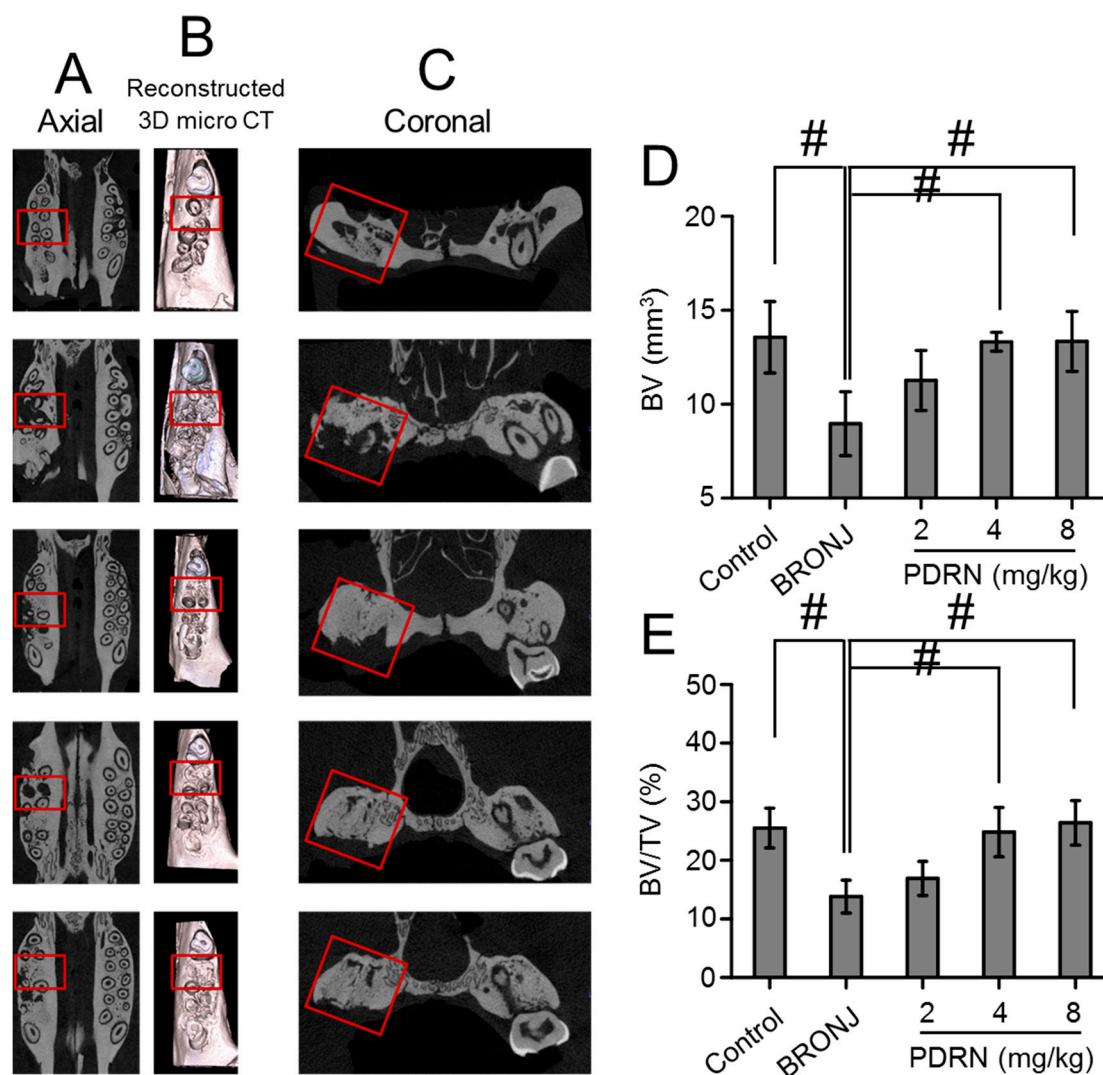 A
Axial
B
Reconstructed
3D micro CT
C
Coronal
D
# #
#
20
15
10
5
BV (mm³)
Control
BRONJ
2 4 8
PDRN (mg/kg)
E
# #
#
50
40
30
20
10
0
BV/TV (%)
Control
BRONJ
2 4 8
PDRN (mg/kg)